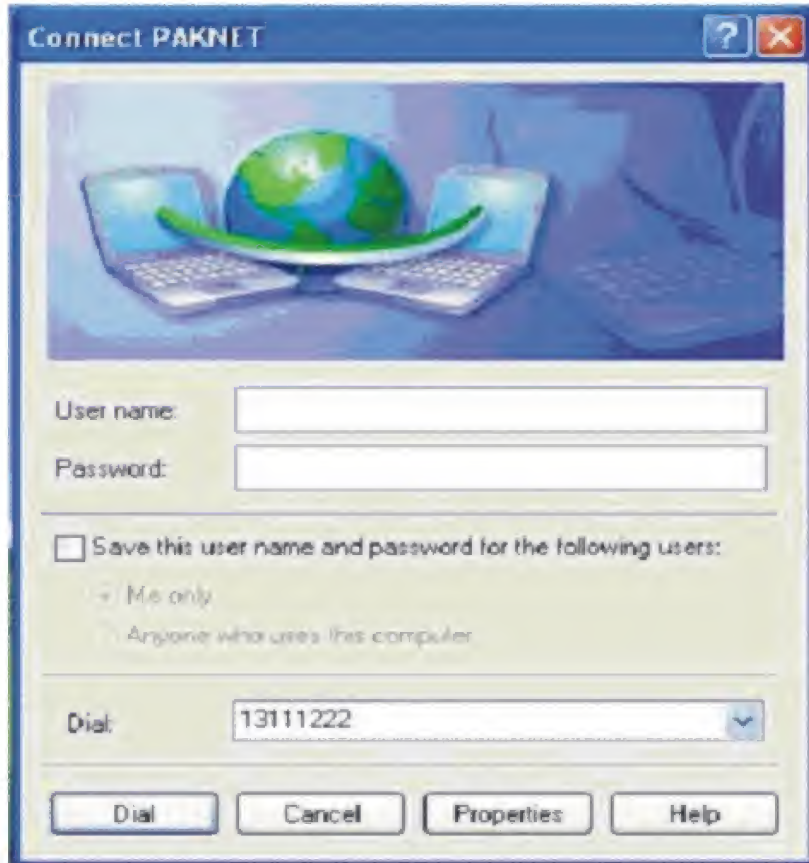 Connect PAKNET
User name:
Password:
Save this user name and password for the following users:
Me only
Anyone who uses this computer
Dial:
13111222
Dial
Cancel
Properties
Help